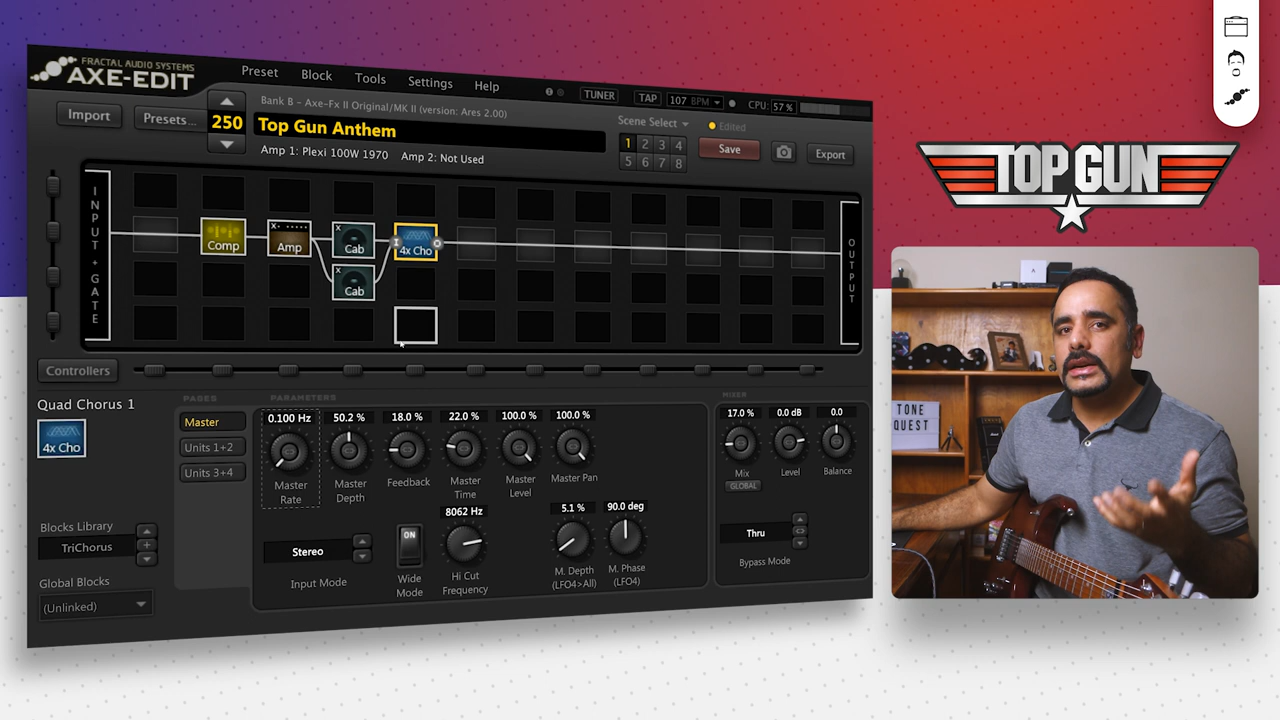 FRACTAL AUDIO SYSTEMS
AXE-EDIT
Preset Block Tools Settings Help
TUNER TAP 107 BPM CPU: 57 %
Import Presets... 250
Bank B - Axe-Fx II Original/MK II (version: Ares 2.00)
Top Gun Anthem
Amp 1: Plexi 100W 1970 Amp 2: Not Used
Scene Select Edited
1 2 3 4
5 6 7 8
Save Export
INPUT + GATE
Comp Amp Cab 4x Cho
Cab
OUTPUT
Controllers
Quad Chorus 1
4x Cho
Blocks Library
TriChorus
Global Blocks
(Unlinked)
PAGES
Master
Units 1+2
Units 3+4
PARAMETERS
0.100 Hz 50.2 % 18.0 % 22.0 % 100.0 % 100.0 %
Master Rate Master Depth Feedback Master Time Master Level Master Pan
8062 Hz 5.1 % 90.0 deg
Stereo ON
Input Mode Wide Mode Hi Cut Frequency M. Depth (LFO4>All) M. Phase (LFO4)
MIXER
17.0 % 0.0 dB 0.0
Mix Level Balance
GLOBAL
Thru
Bypass Mode
TOP GUN
TONE
QUEST